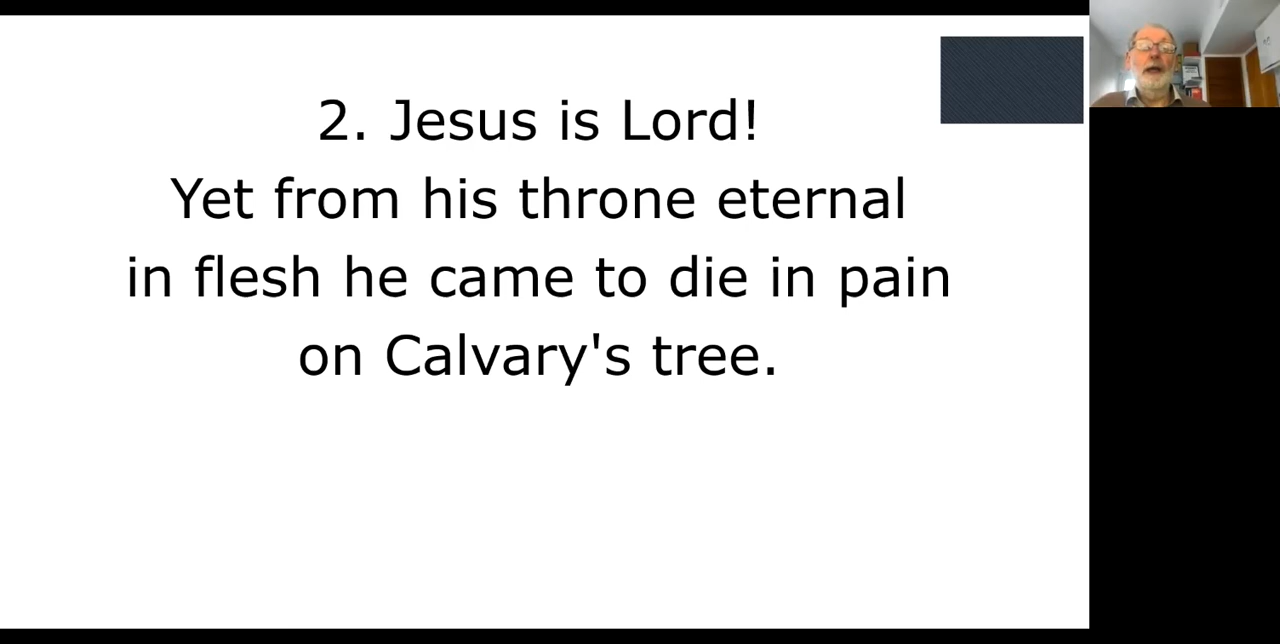 2. Jesus is Lord!
Yet from his throne eternal
in flesh he came to die in pain
on Calvary's tree.